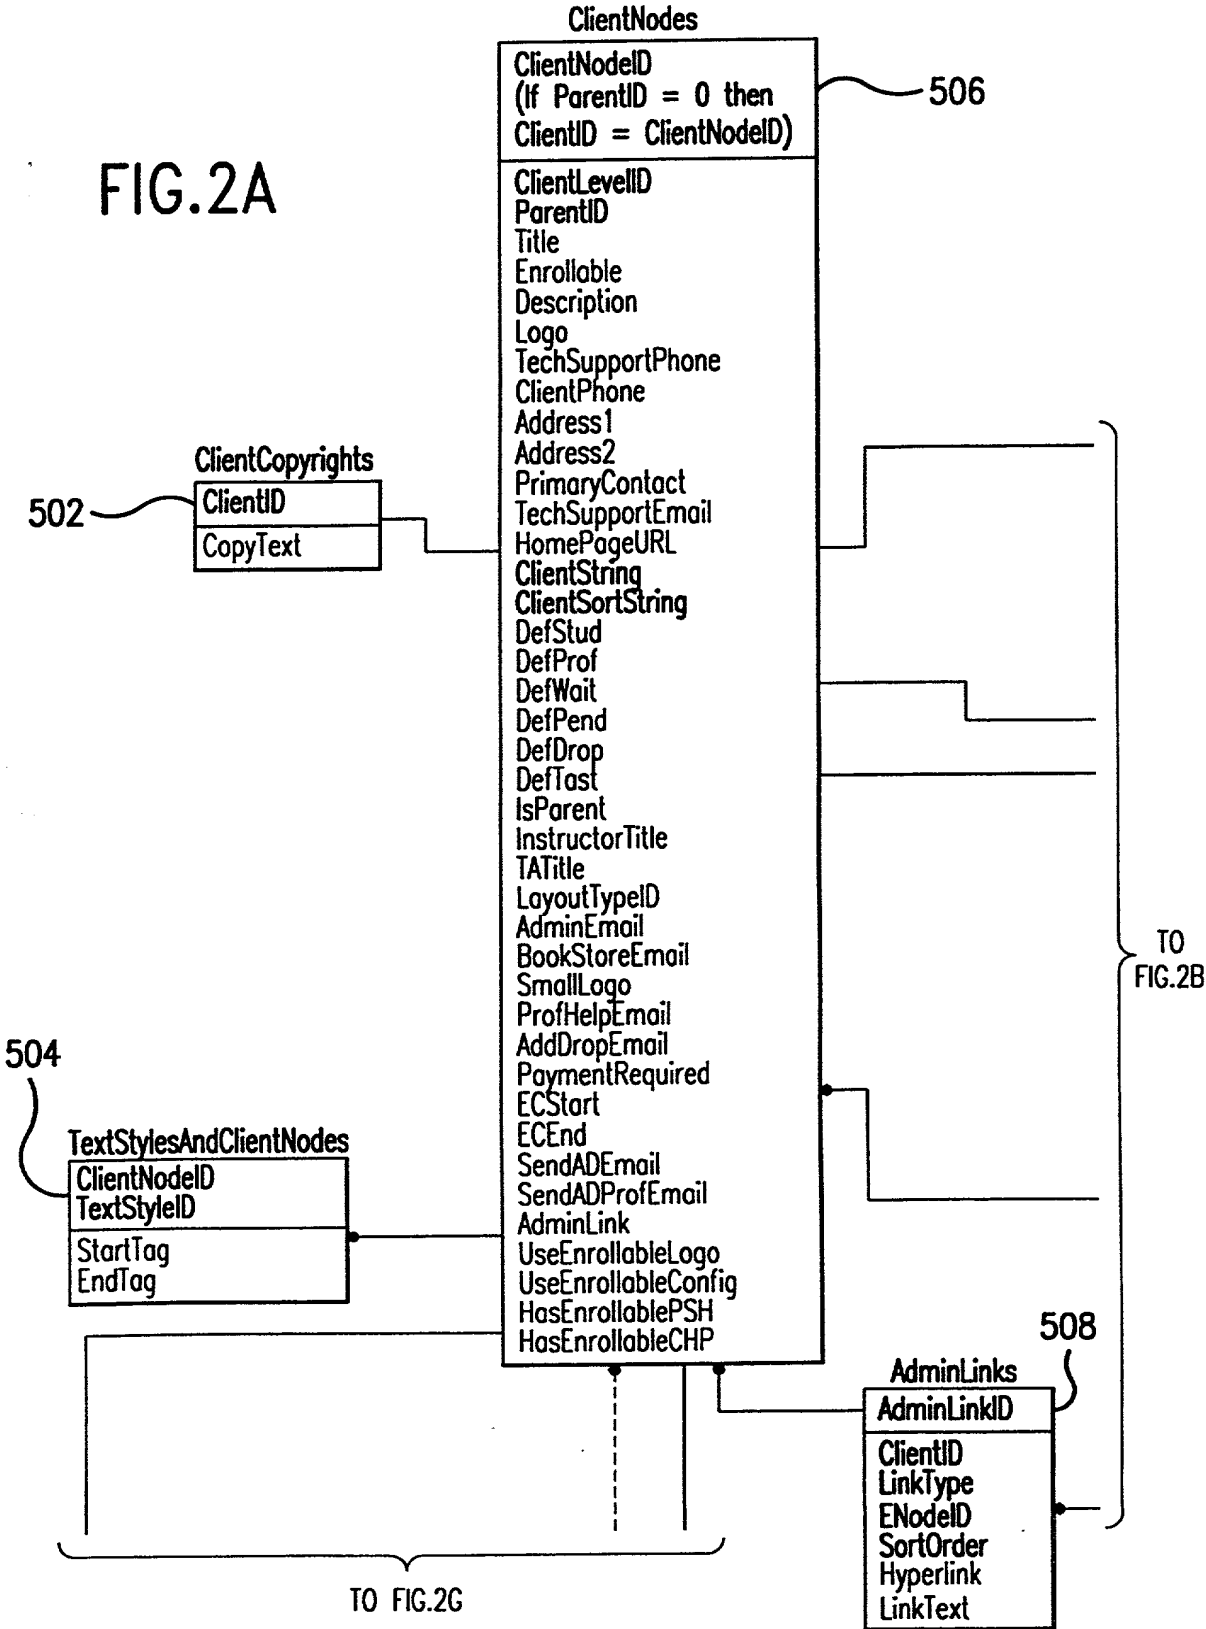 ClientNodes
ClientNodeID
(If ParentID = 0 then
ClientID = ClientNodeID)
506
FIG.2A
ClientLevelID
ParentID
Title
Enrollable
Description
Logo
TechSupportPhone
ClientPhone
Address1
Address2
PrimaryContact
TechSupportEmail
HomePageURL
ClientString
ClientSortString
DefStud
DefProf
DefWait
DefPend
DefDrop
DefTast
IsParent
InstructorTitle
TATitle
LayoutTypeID
AdminEmail
BookStoreEmail
SmallLogo
ProfHelpEmail
AddDropEmail
PaymentRequired
ECStart
ECEnd
SendADEmail
SendADProfEmail
AdminLink
UseEnrollableLogo
UseEnrollableConfig
HasEnrollablePSH
HasEnrollableCHP
ClientCopyrights
502
ClientID
CopyText
TO
FIG.2B
504
TextStylesAndClientNodes
ClientNodeID
TextStyleID
StartTag
EndTag
508
AdminLinks
AdminLinkID
ClientID
LinkType
ENodeID
SortOrder
Hyperlink
LinkText
TO FIG.2G